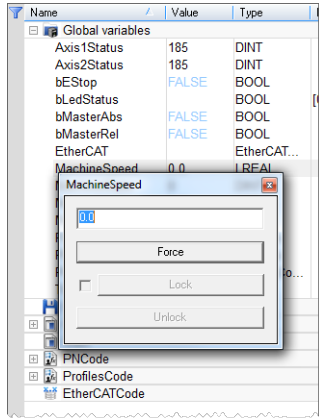 Name / Value Type
Global variables
Axis1Status 185 DINT
Axis2Status 185 DINT
bEStop FALSE BOOL
bLedStatus BOOL
bMasterAbs FALSE BOOL
bMasterRel FALSE BOOL
EtherCAT EtherCAT...
MachineSpeed 0.0 LREAL
MachineSpeed
0.0
Force
Lock
Unlock
PNCode
ProfilesCode
EtherCATCode